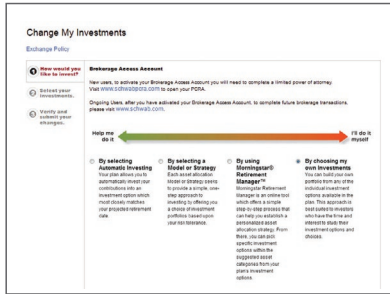 Change My Investments
Exchange Policy
How would you
like to invest?
Select your
investments.
Verify and
submit your
changes.
Brokerage Access Account
New users, to activate your Brokerage Access Account you will need to complete a limited power of attorney.
Visit www.schwabpcra.com to open your PCRA.
Ongoing Users, after you have activated your Brokerage Access Account, to complete future brokerage transactions,
please visit www.schwab.com.
Help me
do it
I'll do it
myself
By selecting
Automatic Investing
Your plan allows you to
automatically invest your
contributions into an
investment option which
most closely matches
your projected retirement
date.
By selecting a
Model or Strategy
Each asset allocation
Model or Strategy seeks
to provide a simple, one-
step approach to
investing by offering you
a choice of investment
portfolios based upon
your risk tolerance.
By using
Morningstar®
Retirement
Manager™
Morningstar Retirement
Manager is an online tool
which offers a simple
step-by-step process that
can help you establish a
personalized asset
allocation strategy. From
there, you can pick
specific investment
options within the
suggested asset
categories from your
plan's investment
options.
By choosing my
own investments
You can build your own
portfolio from any of the
individual investment
options available in the
plan. This approach is
best suited to investors
who have the time and
interest to study their
investment options and
choices.